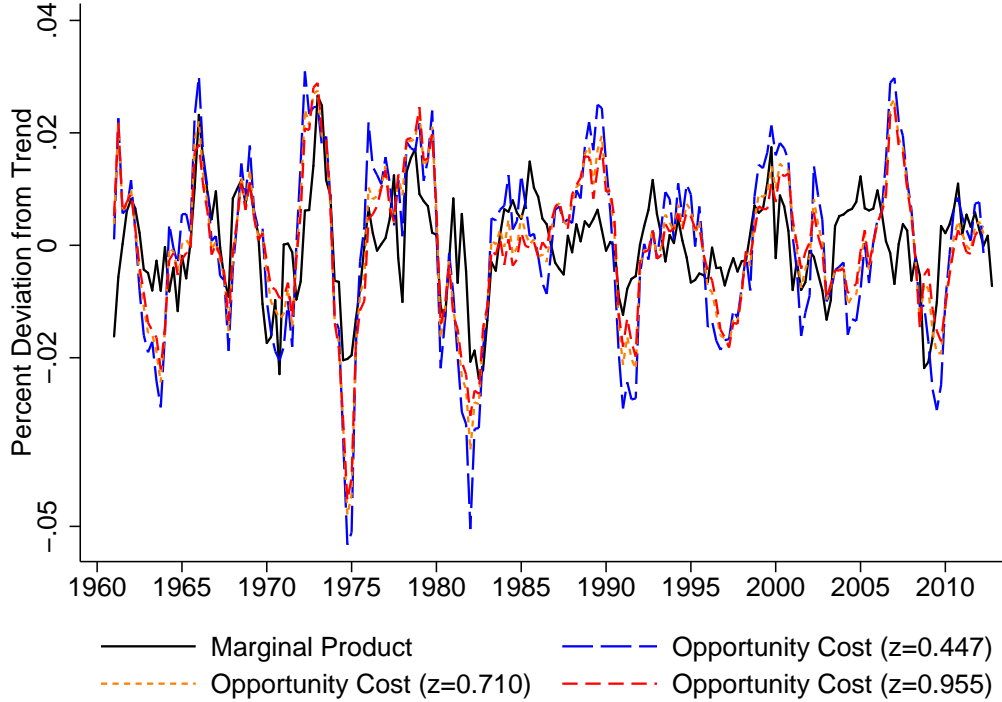 Percent Deviation from Trend
.04
.02
0
-.02
-.05
1960 1965 1970 1975 1980 1985 1990 1995 2000 2005 2010
Marginal Product
Opportunity Cost (z=0.447)
Opportunity Cost (z=0.710)
Opportunity Cost (z=0.955)